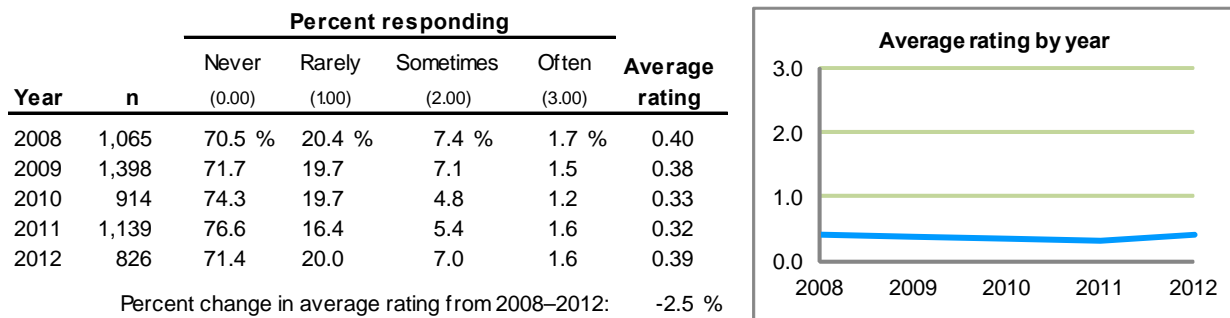 Percent responding
Never Rarely Sometimes Often Average
Year n (0.00) (1.00) (2.00) (3.00) rating
2008 1,065 70.5 % 20.4 % 7.4 % 1.7 % 0.40
2009 1,398 71.7 19.7 7.1 1.5 0.38
2010 914 74.3 19.7 4.8 1.2 0.33
2011 1,139 76.6 16.4 5.4 1.6 0.32
2012 826 71.4 20.0 7.0 1.6 0.39
Percent change in average rating from 2008–2012: -2.5 %
Average rating by year
3.0
2.0
1.0
0.0
2008 2009 2010 2011 2012